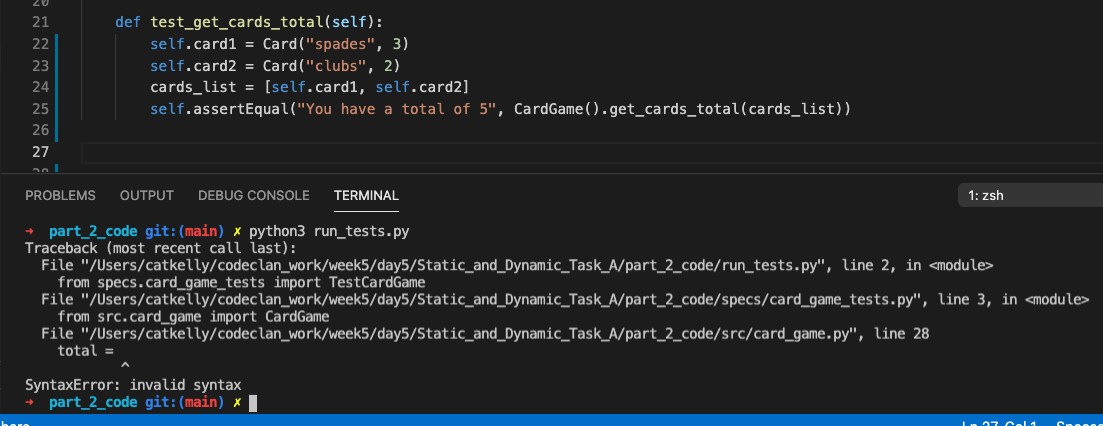 20
21 def test_get_cards_total(self):
22 self.card1 = Card("spades", 3)
23 self.card2 = Card("clubs", 2)
24 cards_list = [self.card1, self.card2]
25 self.assertEqual("You have a total of 5", CardGame().get_cards_total(cards_list))
26
27
28
PROBLEMS OUTPUT DEBUG CONSOLE TERMINAL 1: zsh
→ part_2_code git:(main) ✗ python3 run_tests.py
Traceback (most recent call last):
File "/Users/catkelly/codeclan_work/week5/day5/Static_and_Dynamic_Task_A/part_2_code/run_tests.py", line 2, in <module>
from specs.card_game_tests import TestCardGame
File "/Users/catkelly/codeclan_work/week5/day5/Static_and_Dynamic_Task_A/part_2_code/specs/card_game_tests.py", line 3, in <module>
from src.card_game import CardGame
File "/Users/catkelly/codeclan_work/week5/day5/Static_and_Dynamic_Task_A/part_2_code/src/card_game.py", line 28
total =
^
SyntaxError: invalid syntax
→ part_2_code git:(main) ✗
Ln 27, Col 1